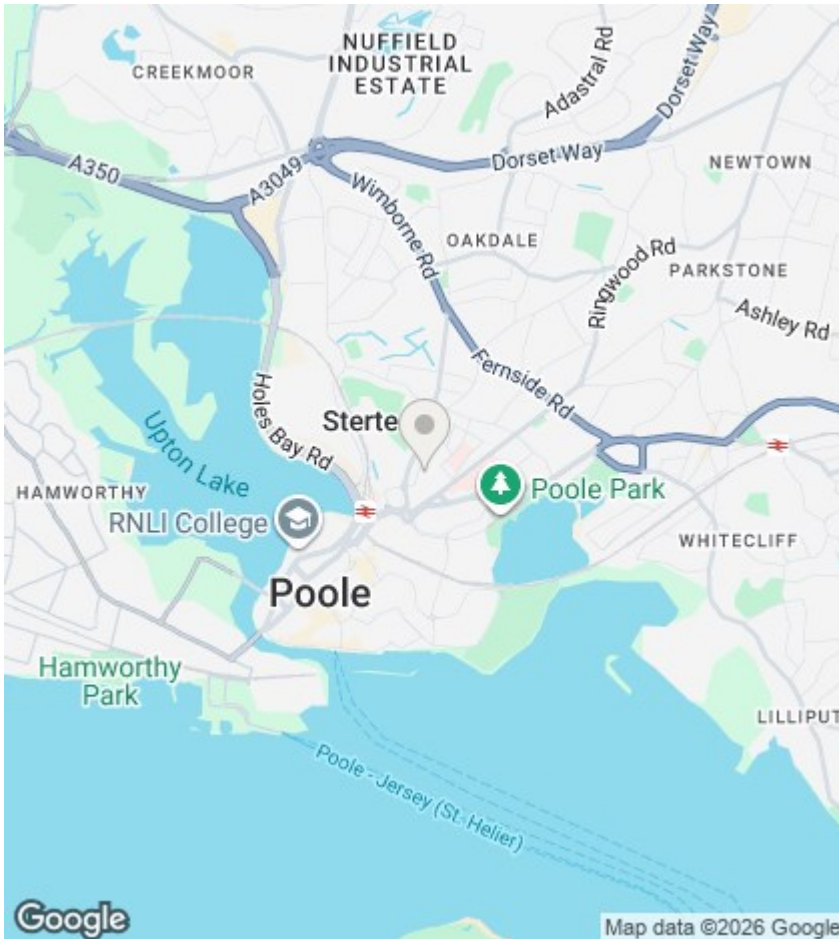 NUFFIELD
INDUSTRIAL
ESTATE
CREEKMOOR
Adastral Rd
Dorset Way
A350
A3049
Dorset Way
NEWTOWN
Wimborne Rd
OAKDALE
Ringwood Rd
PARKSTONE
Ashley Rd
Holes Bay Rd
Sterte
Fernside Rd
Upton Lake
HAMWORTHY
Poole Park
RNLI College
WHITECLIFF
Poole
Hamworthy
Park
LILLIPUT
Poole - Jersey (St. Helier)
Google
Map data ©2026 Google